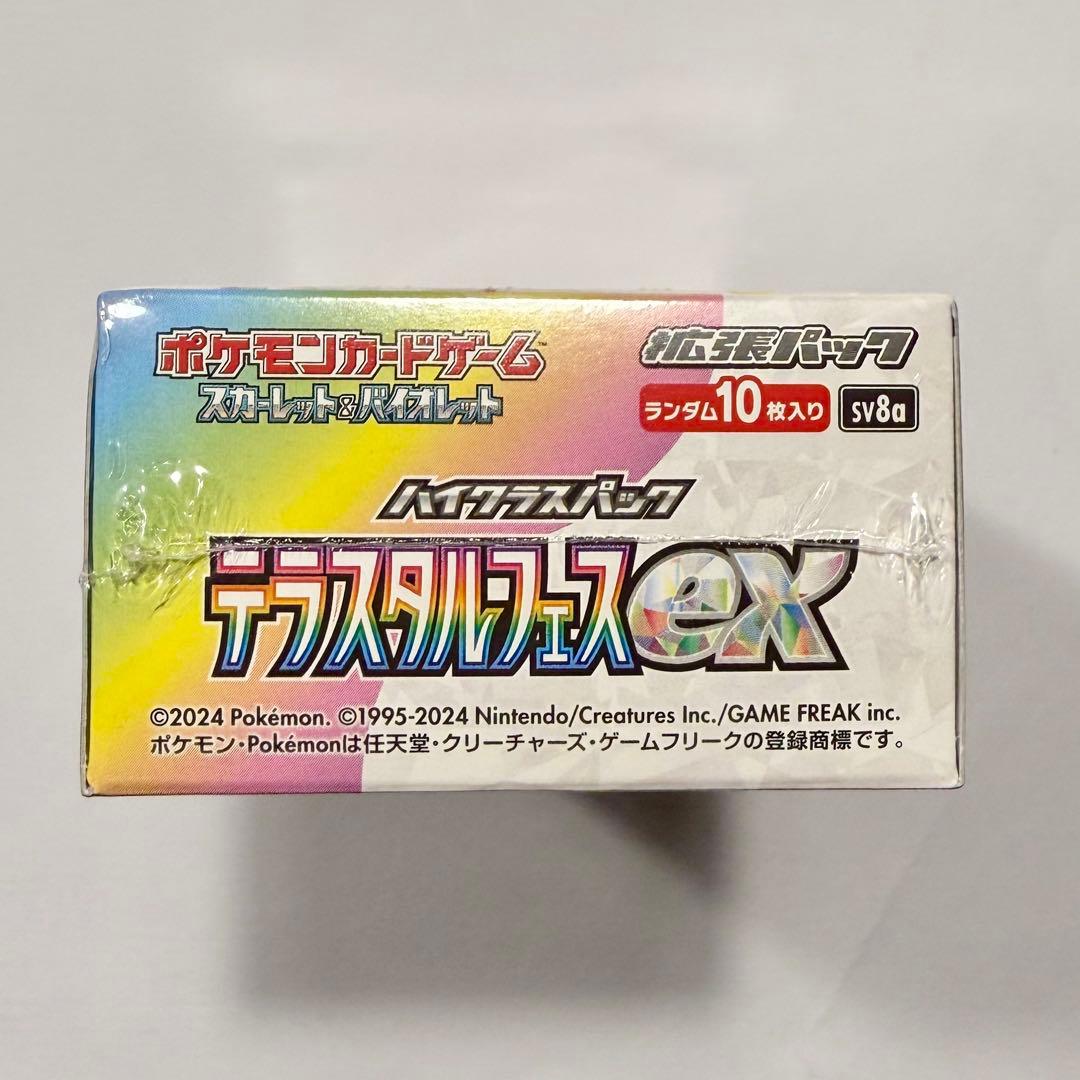 ポケモンカードゲーム™
スカーレット&バイオレット
拡張パック
ランダム10枚入り
SV8a
ハイクラスパック
テラスタルフェスex
©2024 Pokémon. ©1995-2024 Nintendo/Creatures Inc./GAME FREAK inc.
ポケモン・Pokémonは任天堂・クリーチャーズ・ゲームフリークの登録商標です。